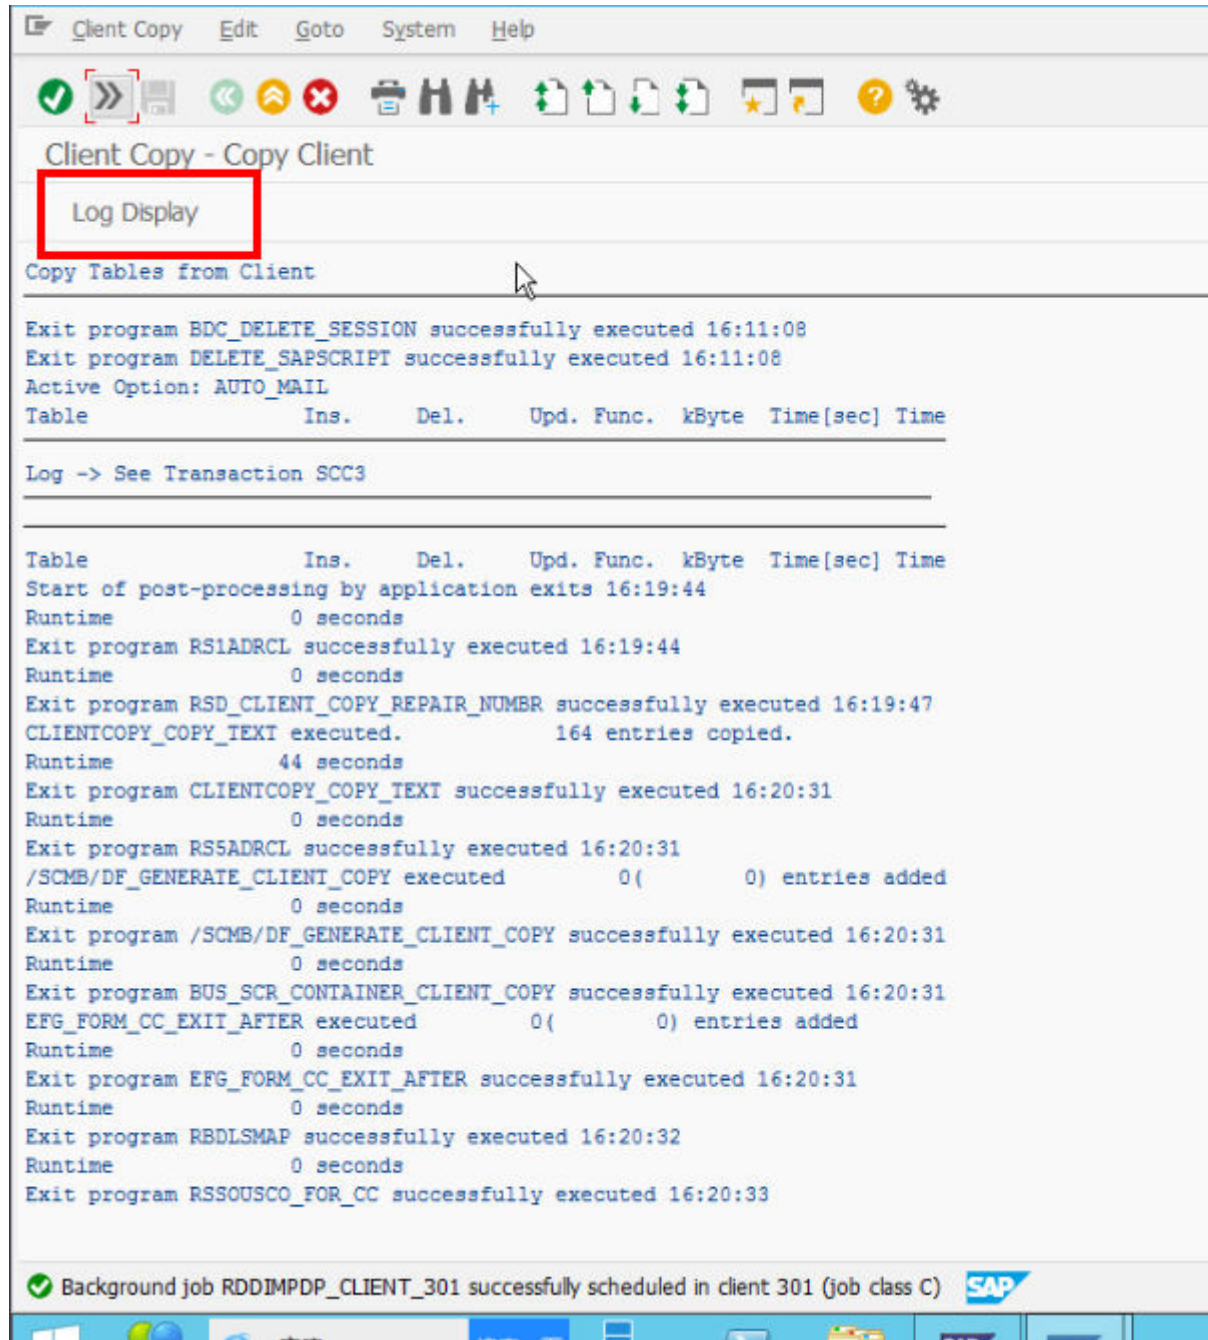 Client Copy Edit Goto System Help
Client Copy - Copy Client
Log Display
Copy Tables from Client
Exit program BDC_DELETE_SESSION successfully executed 16:11:08
Exit program DELETE_SAPSCRIPT successfully executed 16:11:08
Active Option: AUTO_MAIL
Table Ins. Del. Upd. Func. kByte Time[sec] Time
Log -> See Transaction SCC3
Table Ins. Del. Upd. Func. kByte Time[sec] Time
Start of post-processing by application exits 16:19:44
Runtime 0 seconds
Exit program RS1ADRCL successfully executed 16:19:44
Runtime 0 seconds
Exit program RSD_CLIENT_COPY_REPAIR_NUMBR successfully executed 16:19:47
CLIENTCOPY_COPY_TEXT executed. 164 entries copied.
Runtime 44 seconds
Exit program CLIENTCOPY_COPY_TEXT successfully executed 16:20:31
Runtime 0 seconds
Exit program RS5ADRCL successfully executed 16:20:31
/SCMB/DF_GENERATE_CLIENT_COPY executed 0( 0) entries added
Runtime 0 seconds
Exit program /SCMB/DF_GENERATE_CLIENT_COPY successfully executed 16:20:31
Runtime 0 seconds
Exit program BUS_SCR_CONTAINER_CLIENT_COPY successfully executed 16:20:31
EFG_FORM_CC_EXIT_AFTER executed 0( 0) entries added
Runtime 0 seconds
Exit program EFG_FORM_CC_EXIT_AFTER successfully executed 16:20:31
Runtime 0 seconds
Exit program RBDLSMAP successfully executed 16:20:32
Runtime 0 seconds
Exit program RSSOUSCO_FOR_CC successfully executed 16:20:33
Background job RDDIMPDP_CLIENT_301 successfully scheduled in client 301 (job class C) SAP